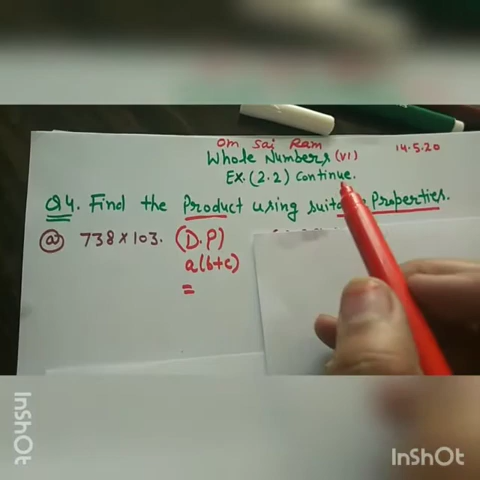 Om Sai Ram
Whole Numbers (VI) 14.5.20
Ex. (2.2) Continue.
Q4. Find the Product using Properties.
(a) 738 × 103. (D.P)
a(b+c)
=
InShOt
InShOt